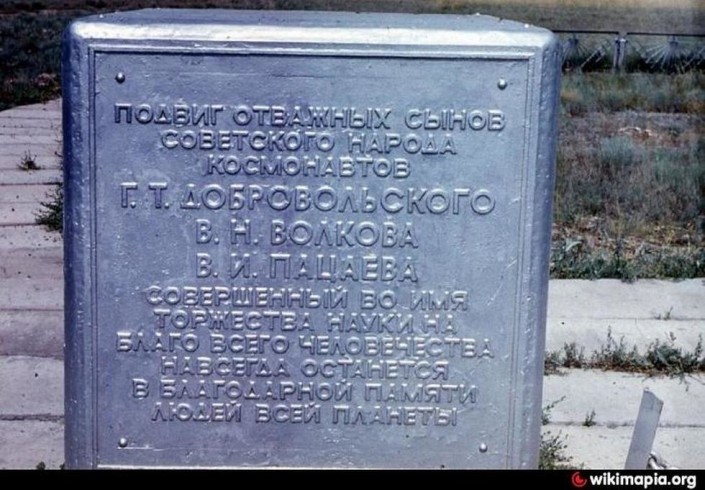 ПОДВИГ ОТВАЖНЫХ СЫНОВ
СОВЕТСКОГО НАРОДА
КОСМОНАВТОВ
Г. Т. ДОБРОВОЛЬСКОГО
В. Н. ВОЛКОВА
В. И. ПАЦАЕВА
СОВЕРШЕННЫЙ ВО ИМЯ
ТОРЖЕСТВА НАУКИ НА
БЛАГО ВСЕГО ЧЕЛОВЕЧЕСТВА
НАВСЕГДА ОСТАНЕТСЯ
В БЛАГОДАРНОЙ ПАМЯТИ
ЛЮДЕЙ ВСЕЙ ПЛАНЕТЫ
wikimapia.org